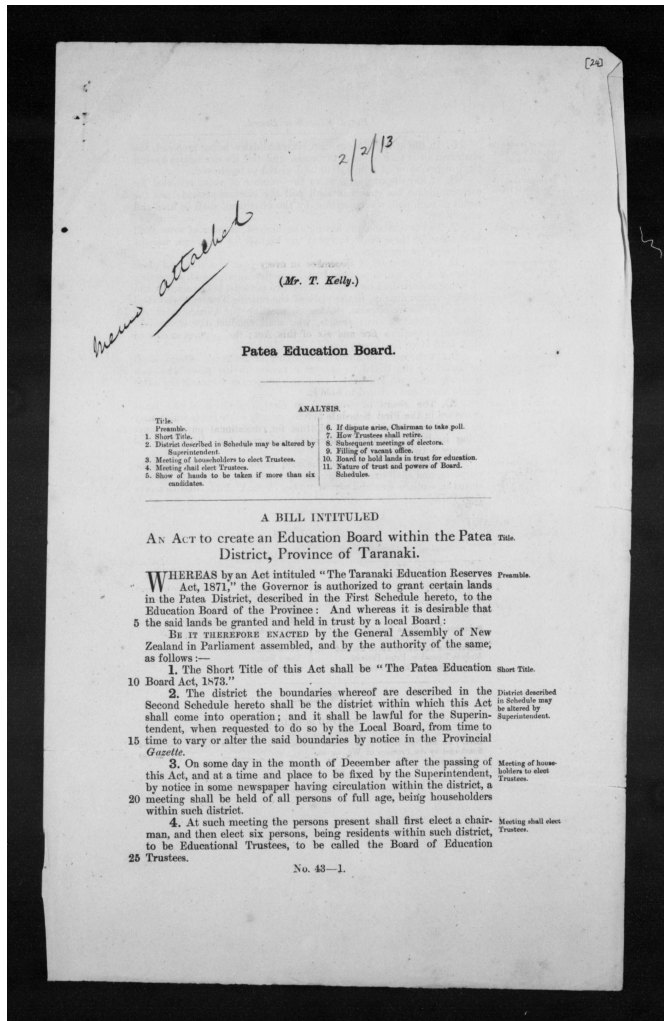 [24]
2/2/13
memo attached
(Mr. T. Kelly.)
Patea Education Board.
ANALYSIS.
Title.
Preamble.
1. Short Title.
2. District described in Schedule may be altered by
Superintendent.
3. Meeting of householders to elect Trustees.
4. Meeting shall elect Trustees.
5. Show of hands to be taken if more than six
candidates.
6. If dispute arise, Chairman to take poll.
7. How Trustees shall retire.
8. Subsequent meetings of electors.
9. Filling of vacant office.
10. Board to hold lands in trust for education.
11. Nature of trust and powers of Board.
Schedules.
A BILL INTITULED
AN ACT to create an Education Board within the Patea Title.
District, Province of Taranaki.
WHEREAS by an Act intituled “The Taranaki Education Reserves Preamble.
Act, 1871,” the Governor is authorized to grant certain lands
in the Patea District, described in the First Schedule hereto, to the
Education Board of the Province: And whereas it is desirable that
5 the said lands be granted and held in trust by a local Board:
BE IT THEREFORE ENACTED by the General Assembly of New
Zealand in Parliament assembled, and by the authority of the same,
as follows:—
1. The Short Title of this Act shall be “The Patea Education Short Title.
10 Board Act, 1873.”
2. The district the boundaries whereof are described in the District described
Second Schedule hereto shall be the district within which this Act in Schedule may
shall come into operation; and it shall be lawful for the Superin- be altered by
tendent, when requested to do so by the Local Board, from time to Superintendent.
15 time to vary or alter the said boundaries by notice in the Provincial
Gazette.
3. On some day in the month of December after the passing of Meeting of house-
this Act, and at a time and place to be fixed by the Superintendent, holders to elect
by notice in some newspaper having circulation within the district, a Trustees.
20 meeting shall be held of all persons of full age, being householders
within such district.
4. At such meeting the persons present shall first elect a chair- Meeting shall elect
man, and then elect six persons, being residents within such district, Trustees.
to be Educational Trustees, to be called the Board of Education
25 Trustees.
No. 43—1.